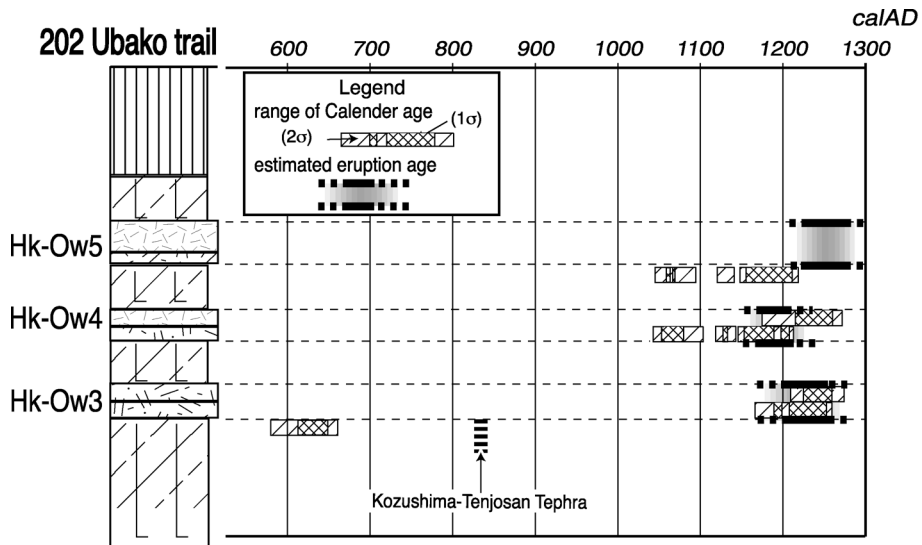 calAD
202 Ubako trail
600 700 800 900 1000 1100 1200 1300
Legend
range of Calender age
(1σ)
(2σ)
estimated eruption age
Hk-Ow5
Hk-Ow4
Hk-Ow3
Kozushima-Tenjosan Tephra